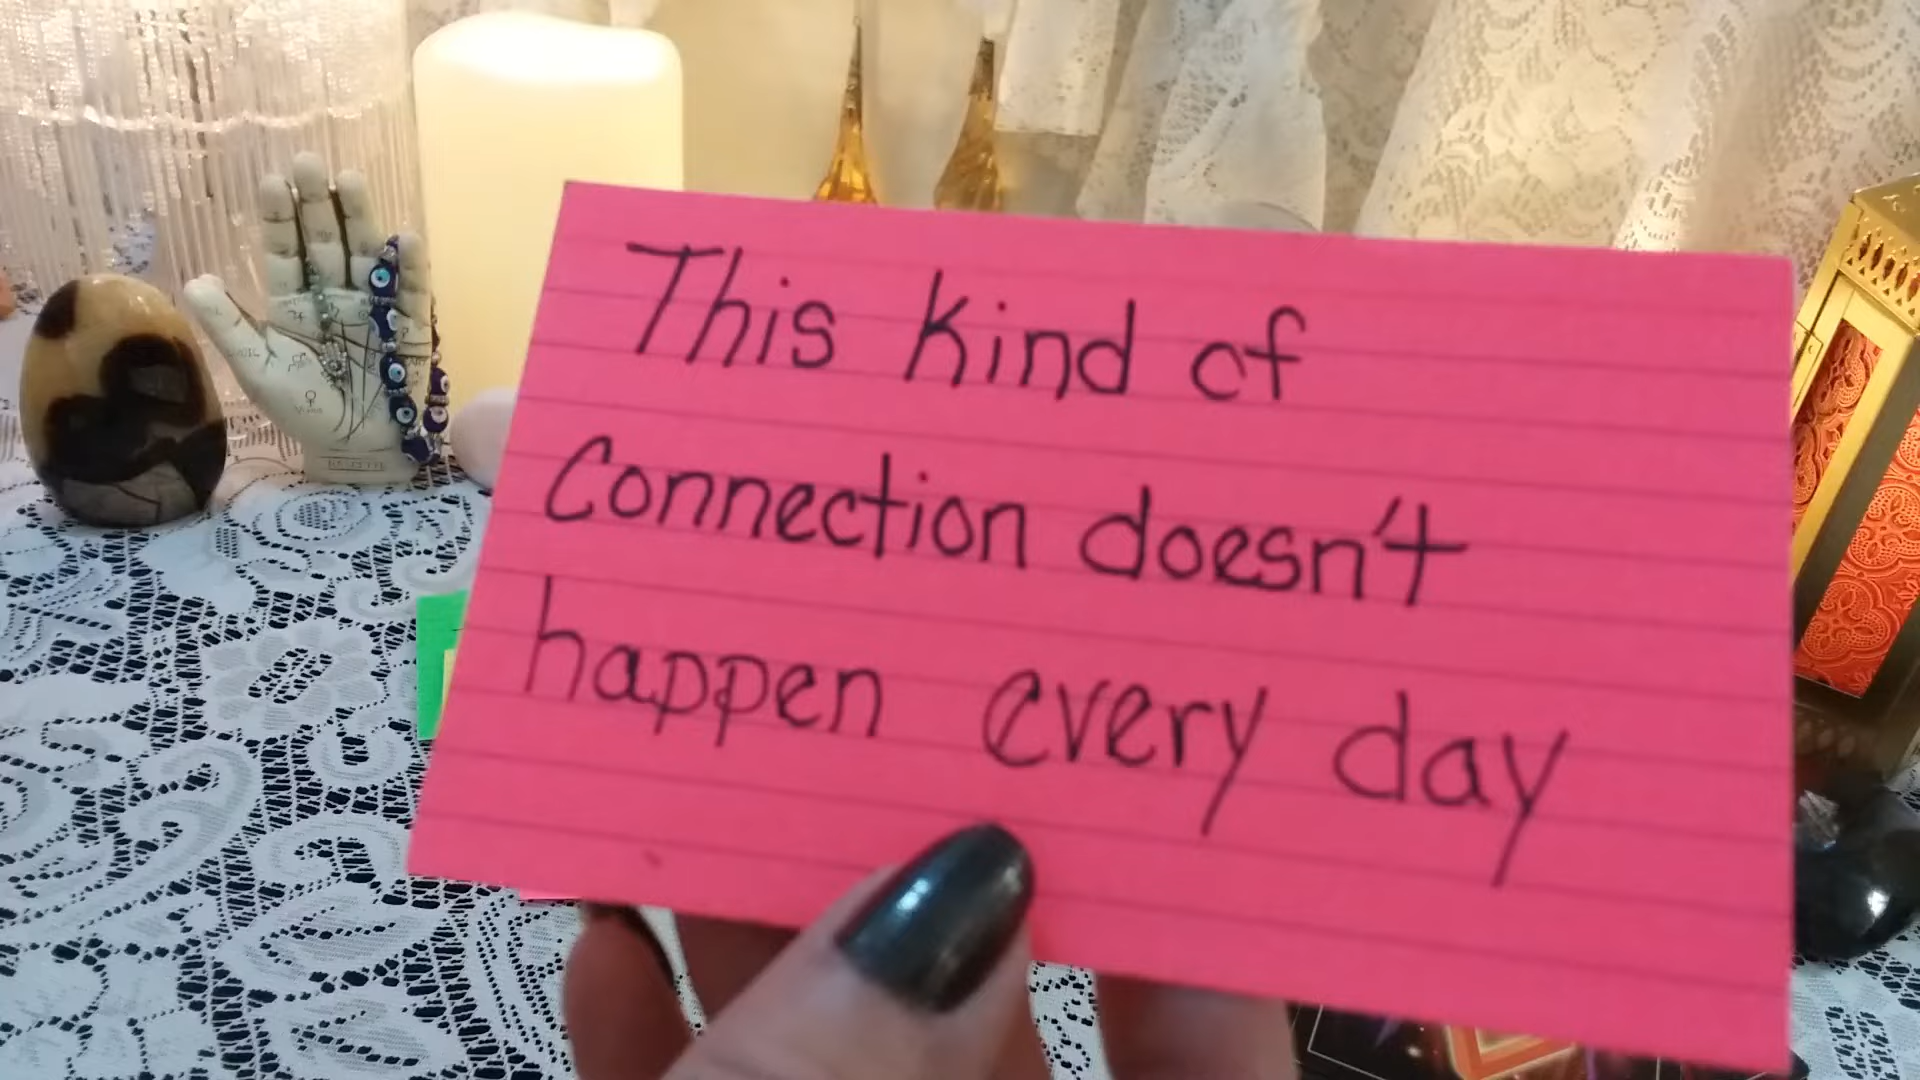 This Kind of
Connection doesn't
happen every day